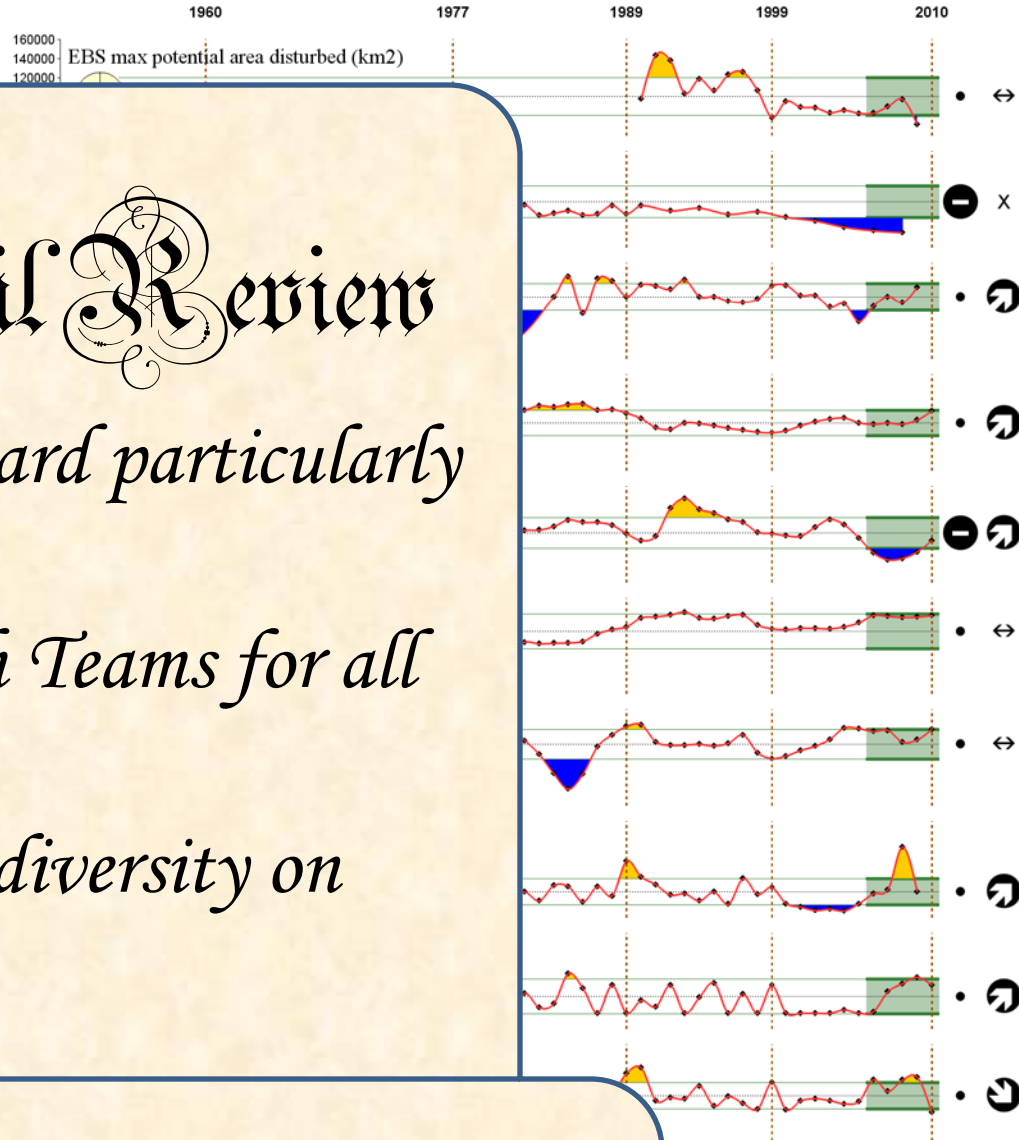 1960 1977 1989 1999 2010
160000
140000 EBS max potential area disturbed (km2)
120000
X
Review
particularly
Teams for all
diversity on